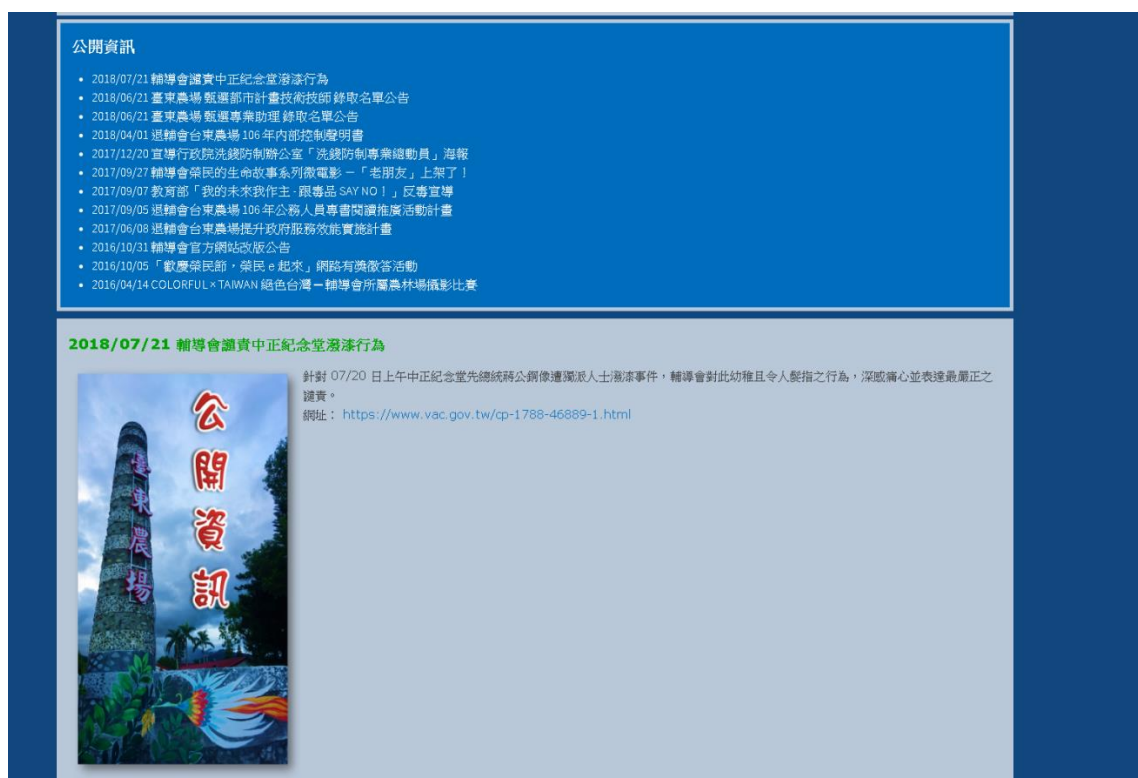 公開資訊
2018/07/21 輔導會譴責中正紀念堂潑漆行為
2018/06/21 臺東農場 甄選都市計畫技術技師 錄取名單公告
2018/06/21 臺東農場 甄選專業助理 錄取名單公告
2018/04/01 退輔會台東農場 106 年內部控制聲明書
2017/12/20 宣導行政院洗錢防制辦公室「洗錢防制專業總動員」海報
2017/09/27 輔導會榮民的生命故事系列微電影 －「老朋友」上架了！
2017/09/07 教育部「我的未來我作主 - 跟毒品 SAY NO！」反毒宣導
2017/09/05 退輔會台東農場 106 年公務人員專書閱讀推廣活動計畫
2017/06/08 退輔會台東農場提升政府服務效能實施計畫
2016/10/31 輔導會官方網站改版公告
2016/10/05「歡慶榮民節，榮民 e 起來」網路有獎徵答活動
2016/04/14 COLORFUL × TAIWAN 絕色台灣－輔導會所屬農林場攝影比賽
2018/07/21 輔導會譴責中正紀念堂潑漆行為
針對 07/20 日上午中正紀念堂先總統蔣公銅像遭獨派人士潑漆事件，輔導會對此幼稚且令人髮指之行為，深感痛心並表達最嚴正之
譴責。
網址： https://www.vac.gov.tw/cp-1788-46889-1.html
公開資訊
臺東農場